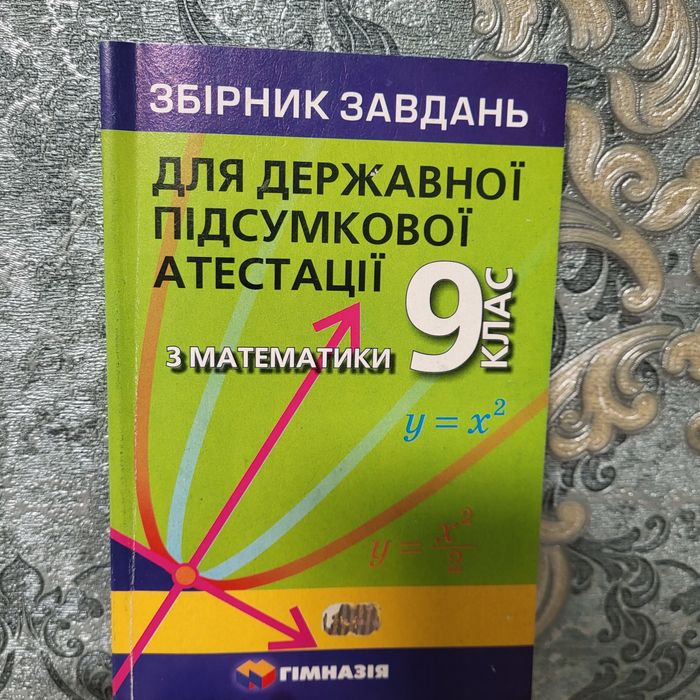 ЗБІРНИК ЗАВДАНЬ
ДЛЯ ДЕРЖАВНОЇ
ПІДСУМКОВОЇ
АТЕСТАЦІЇ
З МАТЕМАТИКИ
9 КЛАС
y = x²
y = x²/2
ГІМНАЗІЯ